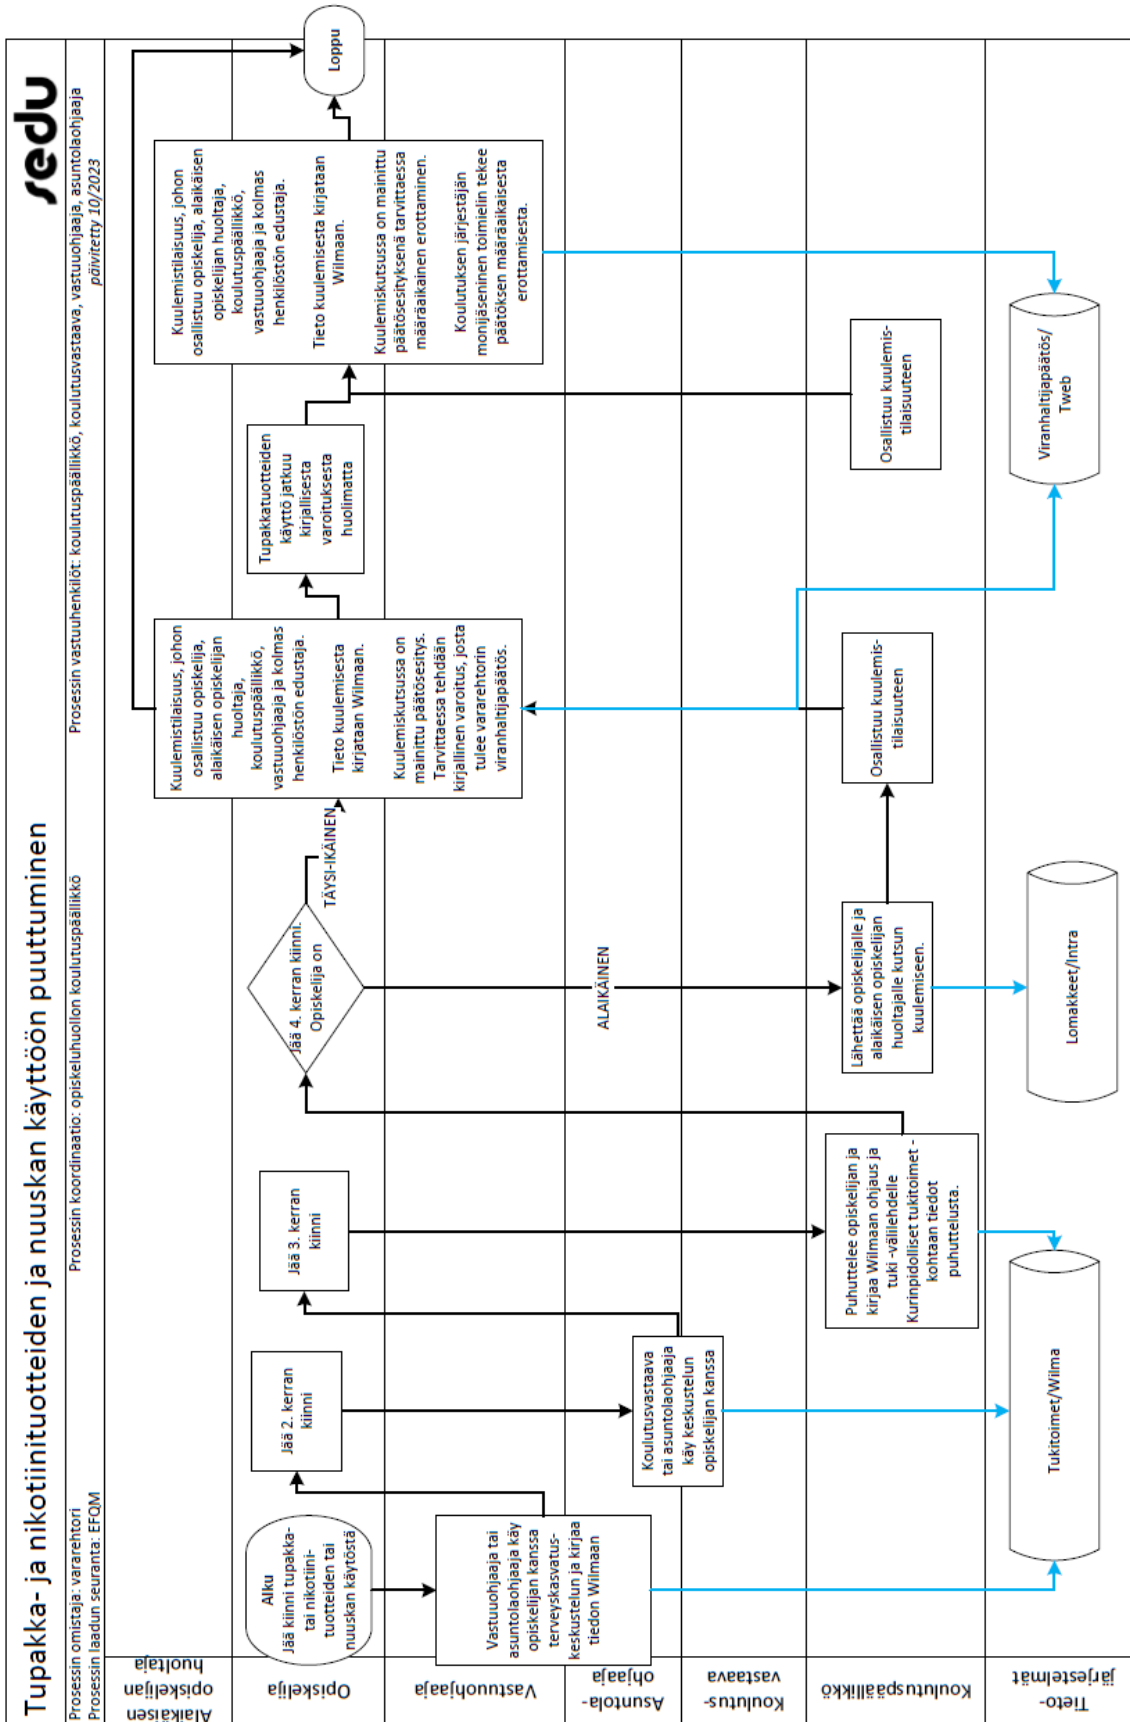 Tupakka- ja nikotiinituotteiden ja nuuskan käyttöön puuttuminen
sedu
Prosessin omistaja: vararehtori
Prosessin koordinaatio: opiskeluhuollon koulutuspäällikkö
Prosessin vastuuhenkilöt: koulutuspäällikkö, koulutusvastaava, vastuuohjaaja, asuntolaohjaaja
Prosessin laadun seuranta: EFQM
päivitetty 10/2023
Alaikäisen
opiskelijan
huoltaja
Opiskelija
Vastuuohjaaja
Asuntola-
ohjaaja
Koulutus-
vastaava
Koulutuspäällikkö
Tieto-
järjestelmät
Alku
Jää kiinni tupakka-
tai nikotiini-
tuotteiden tai
nuuskan käytöstä
Vastuuohjaaja tai
asuntolaohjaaja käy
opiskelijan kanssa
terveyskasvatus-
keskustelun ja kirjaa
tiedon Wilmaan
Jää 2. kerran
kiinni
Koulutusvastaava
tai asuntolaohjaaja
käy keskustelun
opiskelijan kanssa
Jää 3. kerran
kiinni
Puhuttelee opiskelijan ja
kirjaa Wilmaan ohjaus ja
tuki -välilehdelle
Kurinpidolliset tukitoimet -
kohtaan tiedot
puhuttelusta.
Tukitoimet/Wilma
Jää 4. kerran kiinni.
Opiskelija on
TÄYSI-IKÄINEN
ALAIKÄINEN
Lähettää opiskelijalle ja
alaikäisen opiskelijan
huoltajalle kutsun
kuulemiseen.
Lomakkeet/Intra
Osallistuu kuulemis-
tilaisuuteen
Kuulemistilaisuus, johon
osallistuu opiskelija,
alaikäisen opiskelijan
huoltaja,
koulutuspäällikkö,
vastuuohjaaja ja kolmas
henkilöstön edustaja.
Tieto kuulemisesta
kirjataan Wilmaan.
Kuulemiskutsussa on
mainittu päätösesitys.
Tarvittaessa tehdään
kirjallinen varoitus, josta
tulee vararehtorin
viranhaltijapäätös.
Tupakkatuotteiden
käyttö jatkuu
kirjallisesta
varoituksesta
huolimatta
Osallistuu kuulemis-
tilaisuuteen
Viranhaltijapäätös/
Tweb
Kuulemistilaisuus, johon
osallistuu opiskelija, alaikäisen
opiskelijan huoltaja,
koulutuspäällikkö,
vastuuohjaaja ja kolmas
henkilöstön edustaja.
Tieto kuulemisesta kirjataan
Wilmaan.
Kuulemiskutsussa on mainittu
päätösesityksenä tarvittaessa
määräaikainen erottaminen.
Koulutuksen järjestäjän
monijäseninen toimielin tekee
päätöksen määräaikaisesta
erottamisesta.
Loppu